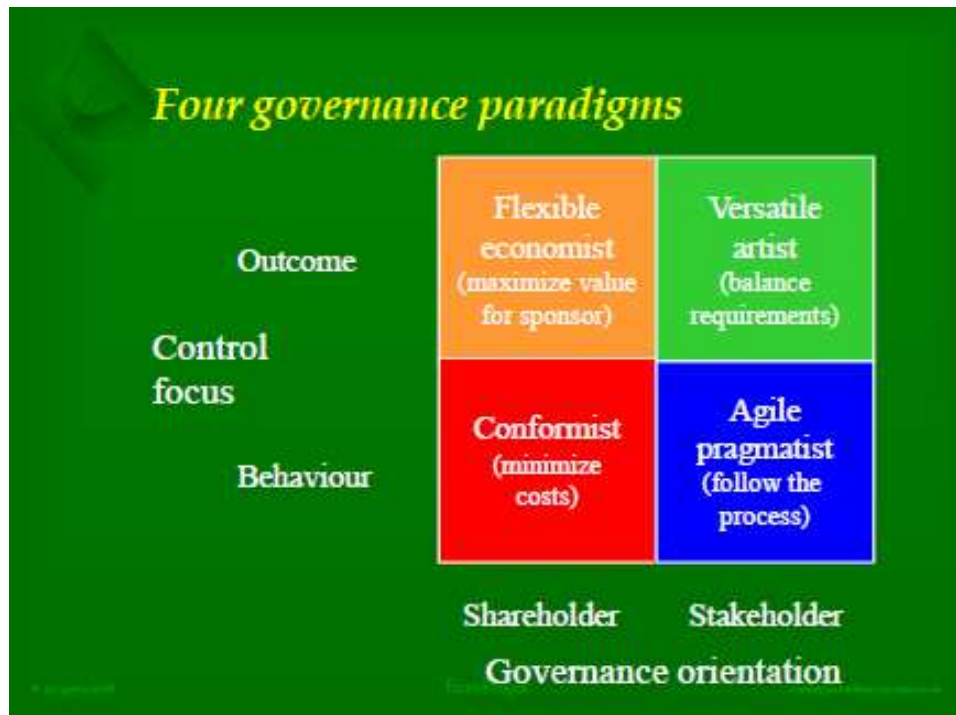 Four governance paradigms
Flexible
economist
(maximize value
for sponsor)
Versatile
artist
(balance
requirements)
Outcome
Control
focus
Conformist
(minimize
costs)
Agile
pragmatist
(follow the
process)
Behaviour
Shareholder
Stakeholder
Governance orientation